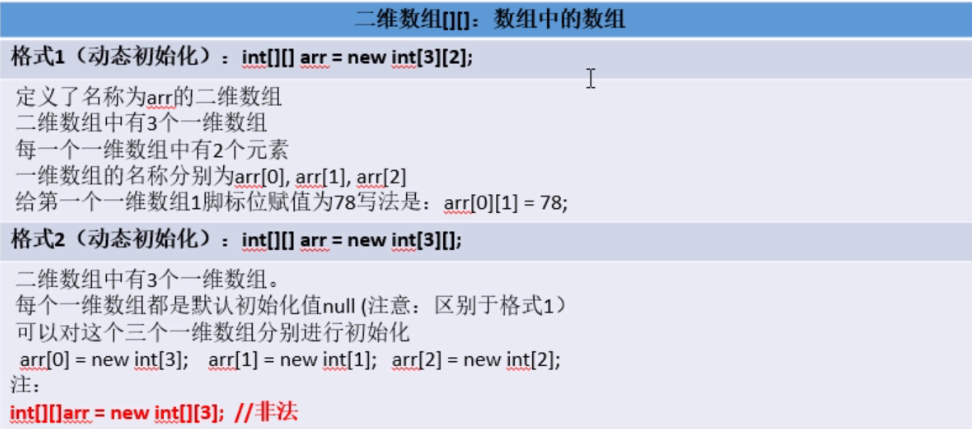 二维数组[][]：数组中的数组
格式1（动态初始化）：int[][] arr = new int[3][2];
定义了名称为arr的二维数组
二维数组中有3个一维数组
每一个一维数组中有2个元素
一维数组的名称分别为arr[0], arr[1], arr[2]
给第一个一维数组1脚标位赋值为78写法是：arr[0][1] = 78;
格式2（动态初始化）：int[][] arr = new int[3][];
二维数组中有3个一维数组。
每个一维数组都是默认初始化值null (注意：区别于格式1）
可以对这个三个一维数组分别进行初始化
arr[0] = new int[3]; arr[1] = new int[1]; arr[2] = new int[2];
注：
int[][]arr = new int[][3]; //非法